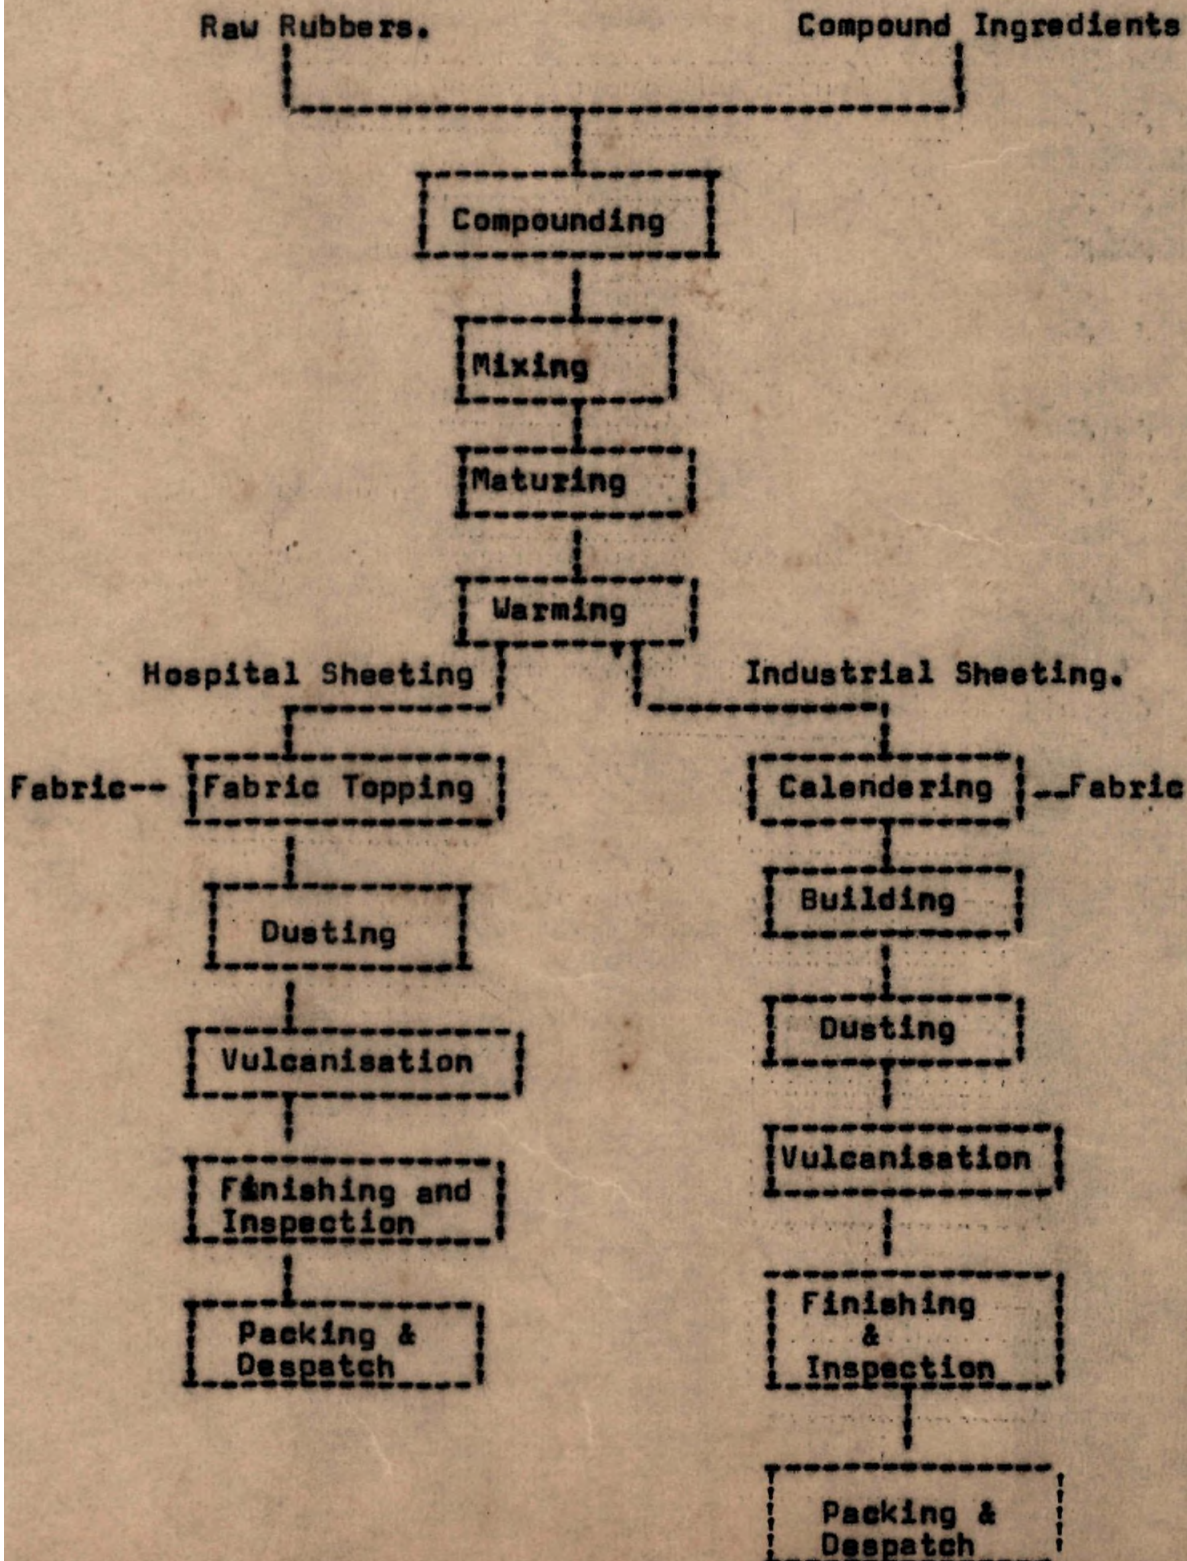 Raw Rubbers. Compound Ingredients
Compounding
Mixing
Maturing
Warming
Hospital Sheeting Industrial Sheeting.
Fabric-- Fabric Topping Calendering --Fabric
Building
Dusting
Dusting
Vulcanisation
Vulcanisation
Finishing and
Inspection
Finishing
&
Inspection
Packing &
Despatch
Packing &
Despatch